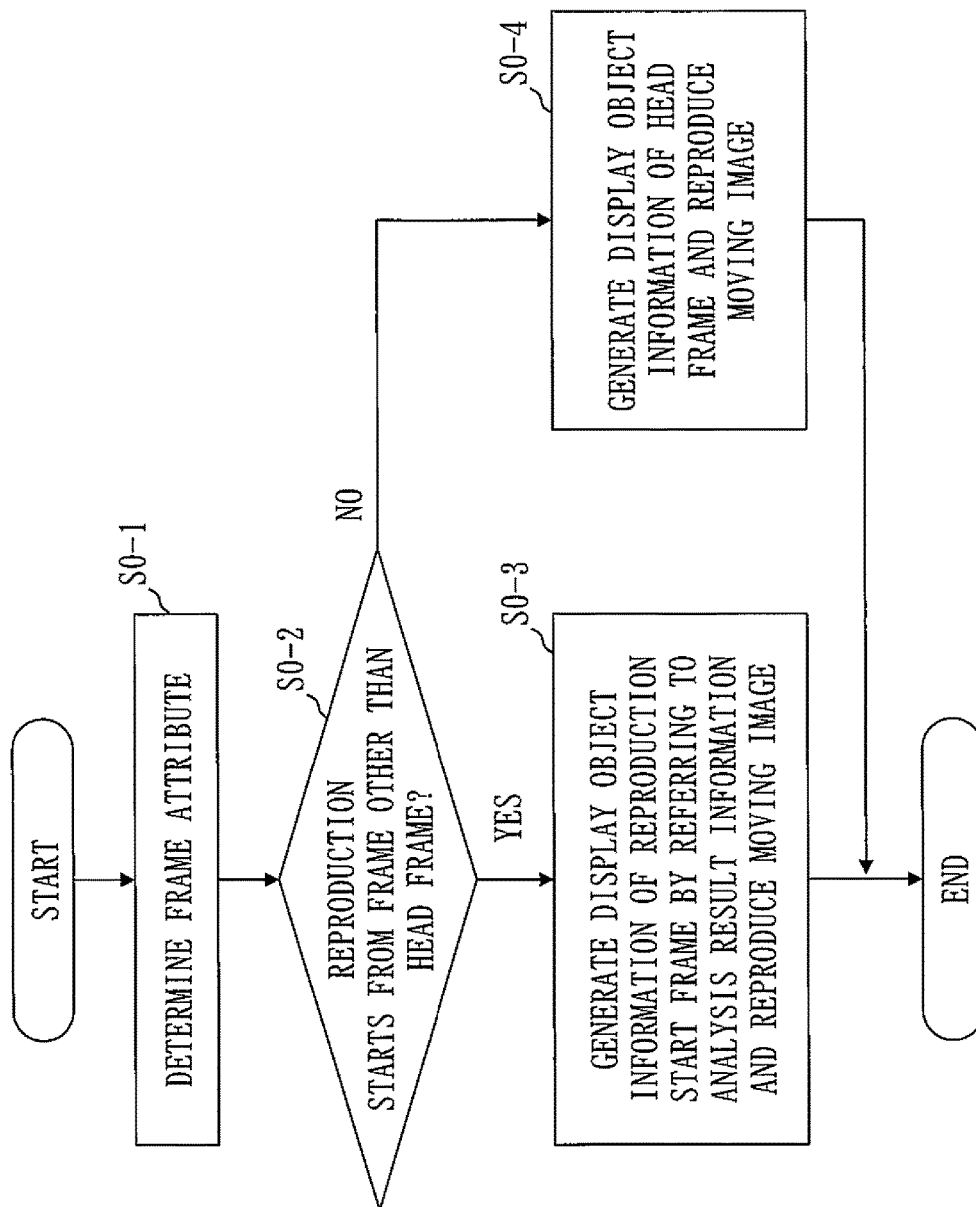 START
S0-1
DETERMINE FRAME ATTRIBUTE
S0-2
REPRODUCTION
STARTS FROM FRAME OTHER THAN
HEAD FRAME?
NO
YES
S0-3
GENERATE DISPLAY OBJECT
INFORMATION OF REPRODUCTION
START FRAME BY REFERRING TO
ANALYSIS RESULT INFORMATION
AND REPRODUCE MOVING IMAGE
S0-4
GENERATE DISPLAY OBJECT
INFORMATION OF HEAD
FRAME AND REPRODUCE
MOVING IMAGE
END